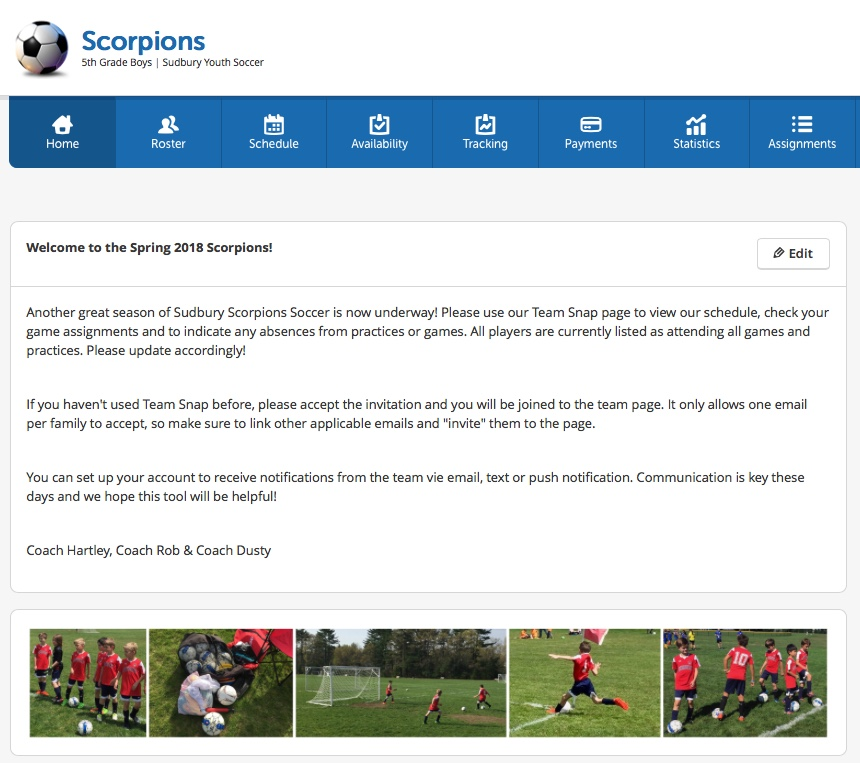 Scorpions
5th Grade Boys | Sudbury Youth Soccer
Home
Roster
Schedule
Availability
Tracking
Payments
Statistics
Assignments
Welcome to the Spring 2018 Scorpions!
Edit
Another great season of Sudbury Scorpions Soccer is now underway! Please use our Team Snap page to view our schedule, check your
game assignments and to indicate any absences from practices or games. All players are currently listed as attending all games and
practices. Please update accordingly!
If you haven't used Team Snap before, please accept the invitation and you will be joined to the team page. It only allows one email
per family to accept, so make sure to link other applicable emails and "invite" them to the page.
You can set up your account to receive notifications from the team vie email, text or push notification. Communication is key these
days and we hope this tool will be helpful!
Coach Hartley, Coach Rob & Coach Dusty
10